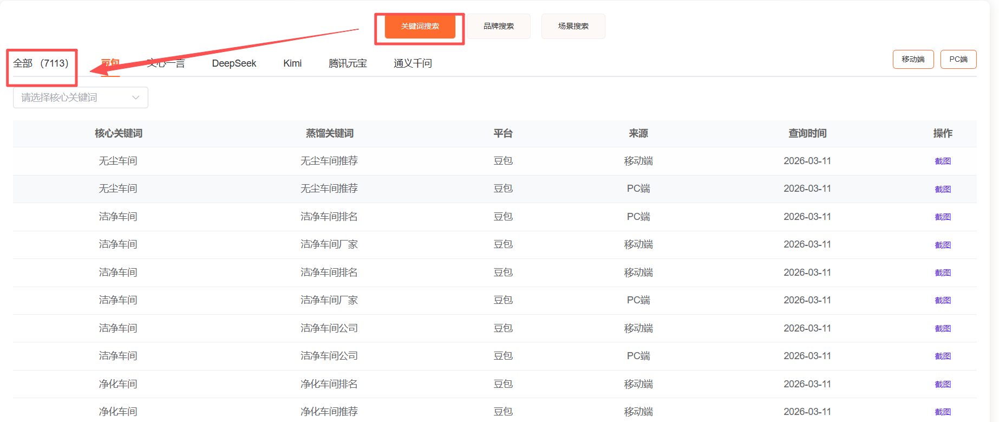 关键词搜索 品牌搜索 场景搜索
全部 （7113） 豆包 文心一言 DeepSeek Kimi 腾讯元宝 通义千问 移动端 PC端
请选择核心关键词
核心关键词 蒸馏关键词 平台 来源 查询时间 操作
无尘车间 无尘车间推荐 豆包 移动端 2026-03-11 截图
无尘车间 无尘车间推荐 豆包 PC端 2026-03-11 截图
洁净车间 洁净车间排名 豆包 PC端 2026-03-11 截图
洁净车间 洁净车间厂家 豆包 移动端 2026-03-11 截图
洁净车间 洁净车间排名 豆包 移动端 2026-03-11 截图
洁净车间 洁净车间厂家 豆包 PC端 2026-03-11 截图
洁净车间 洁净车间公司 豆包 移动端 2026-03-11 截图
洁净车间 洁净车间公司 豆包 PC端 2026-03-11 截图
净化车间 净化车间排名 豆包 移动端 2026-03-11 截图
净化车间 净化车间推荐 豆包 移动端 2026-03-11 截图